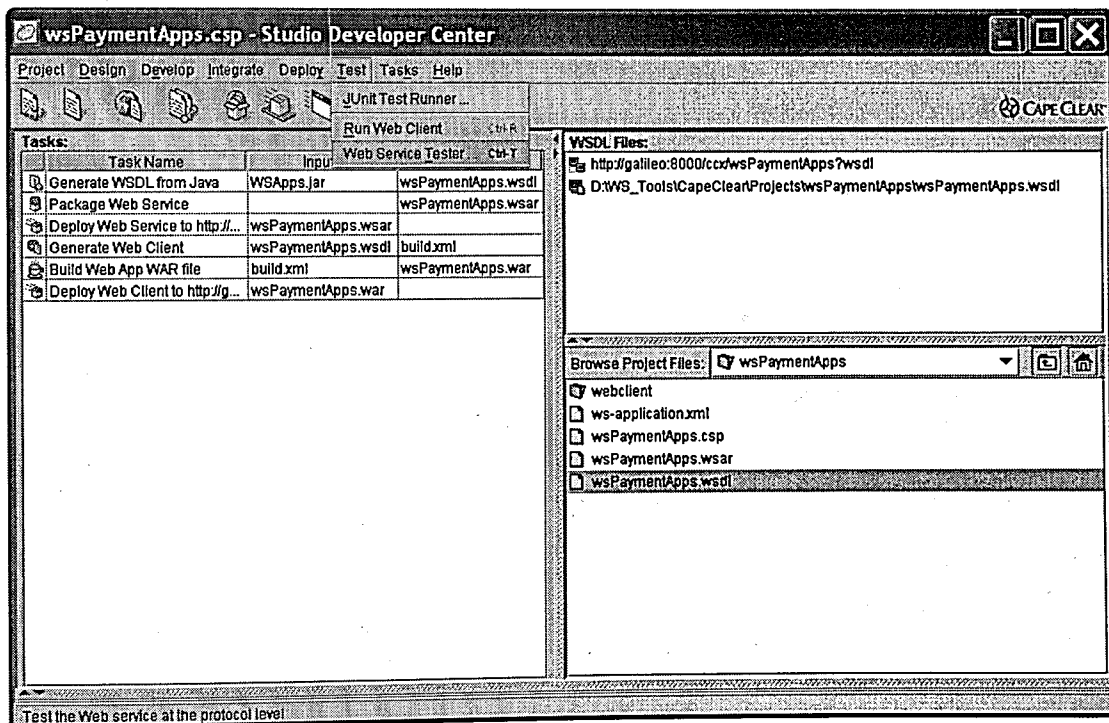 wsPaymentApps.csp - Studio Developer Center
Project Design Develop Integrate Deploy Test Tasks Help
JUnit Test Runner ...
Run Web Client Ctrl-R
Web Service Tester... Ctrl-T
CAPE CLEAR
Tasks:
Task Name Input
Generate WSDL from Java WSApps.jar wsPaymentApps.wsdl
Package Web Service wsPaymentApps.wsar
Deploy Web Service to http://... wsPaymentApps.wsar
Generate Web Client wsPaymentApps.wsdl build.xml
Build Web App WAR file build.xml wsPaymentApps.war
Deploy Web Client to http://g... wsPaymentApps.war
WSDL Files:
http://galileo:8000/ccx/wsPaymentApps?wsdl
D:\WS_Tools\CapeClear\Projects\wsPaymentApps\wsPaymentApps.wsdl
Browse Project Files: wsPaymentApps
webclient
ws-application.xml
wsPaymentApps.csp
wsPaymentApps.wsar
wsPaymentApps.wsdl
Test the Web service at the protocol level